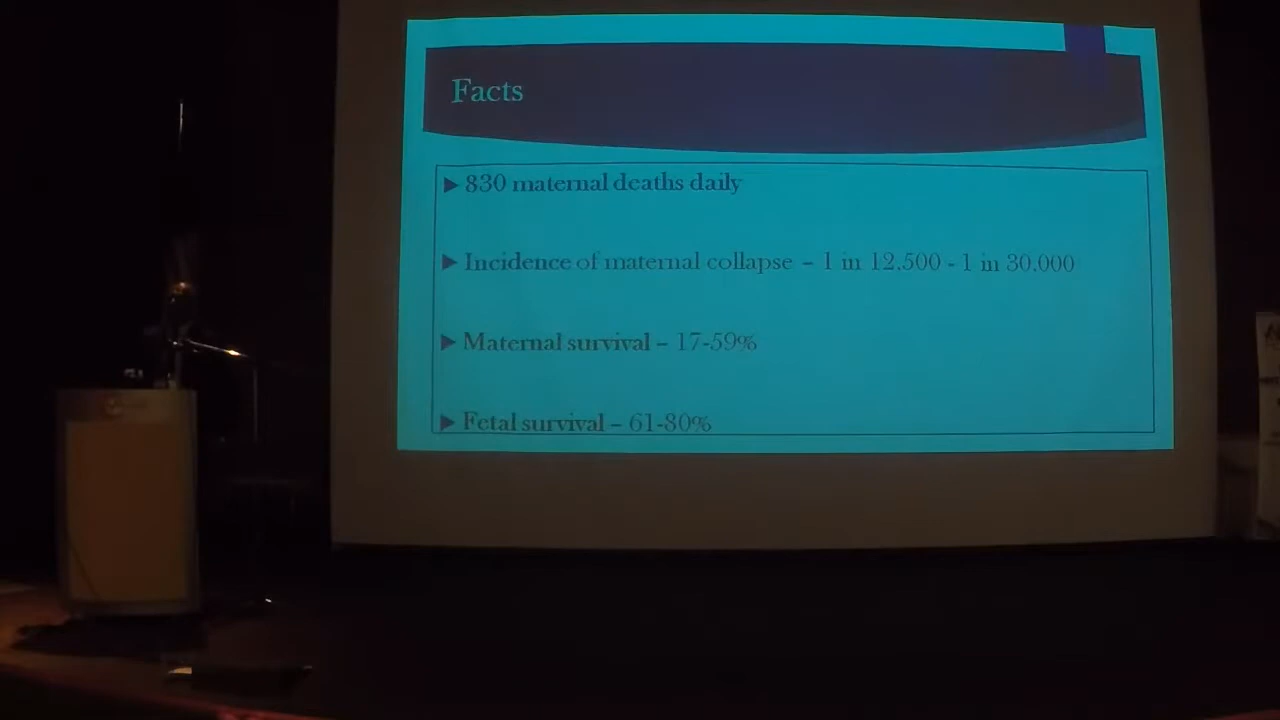 Facts
830 maternal deaths daily
Incidence of maternal collapse – 1 in 12.500 - 1 in 30.000
Maternal survival – 17-59%
Fetal survival – 61-80%